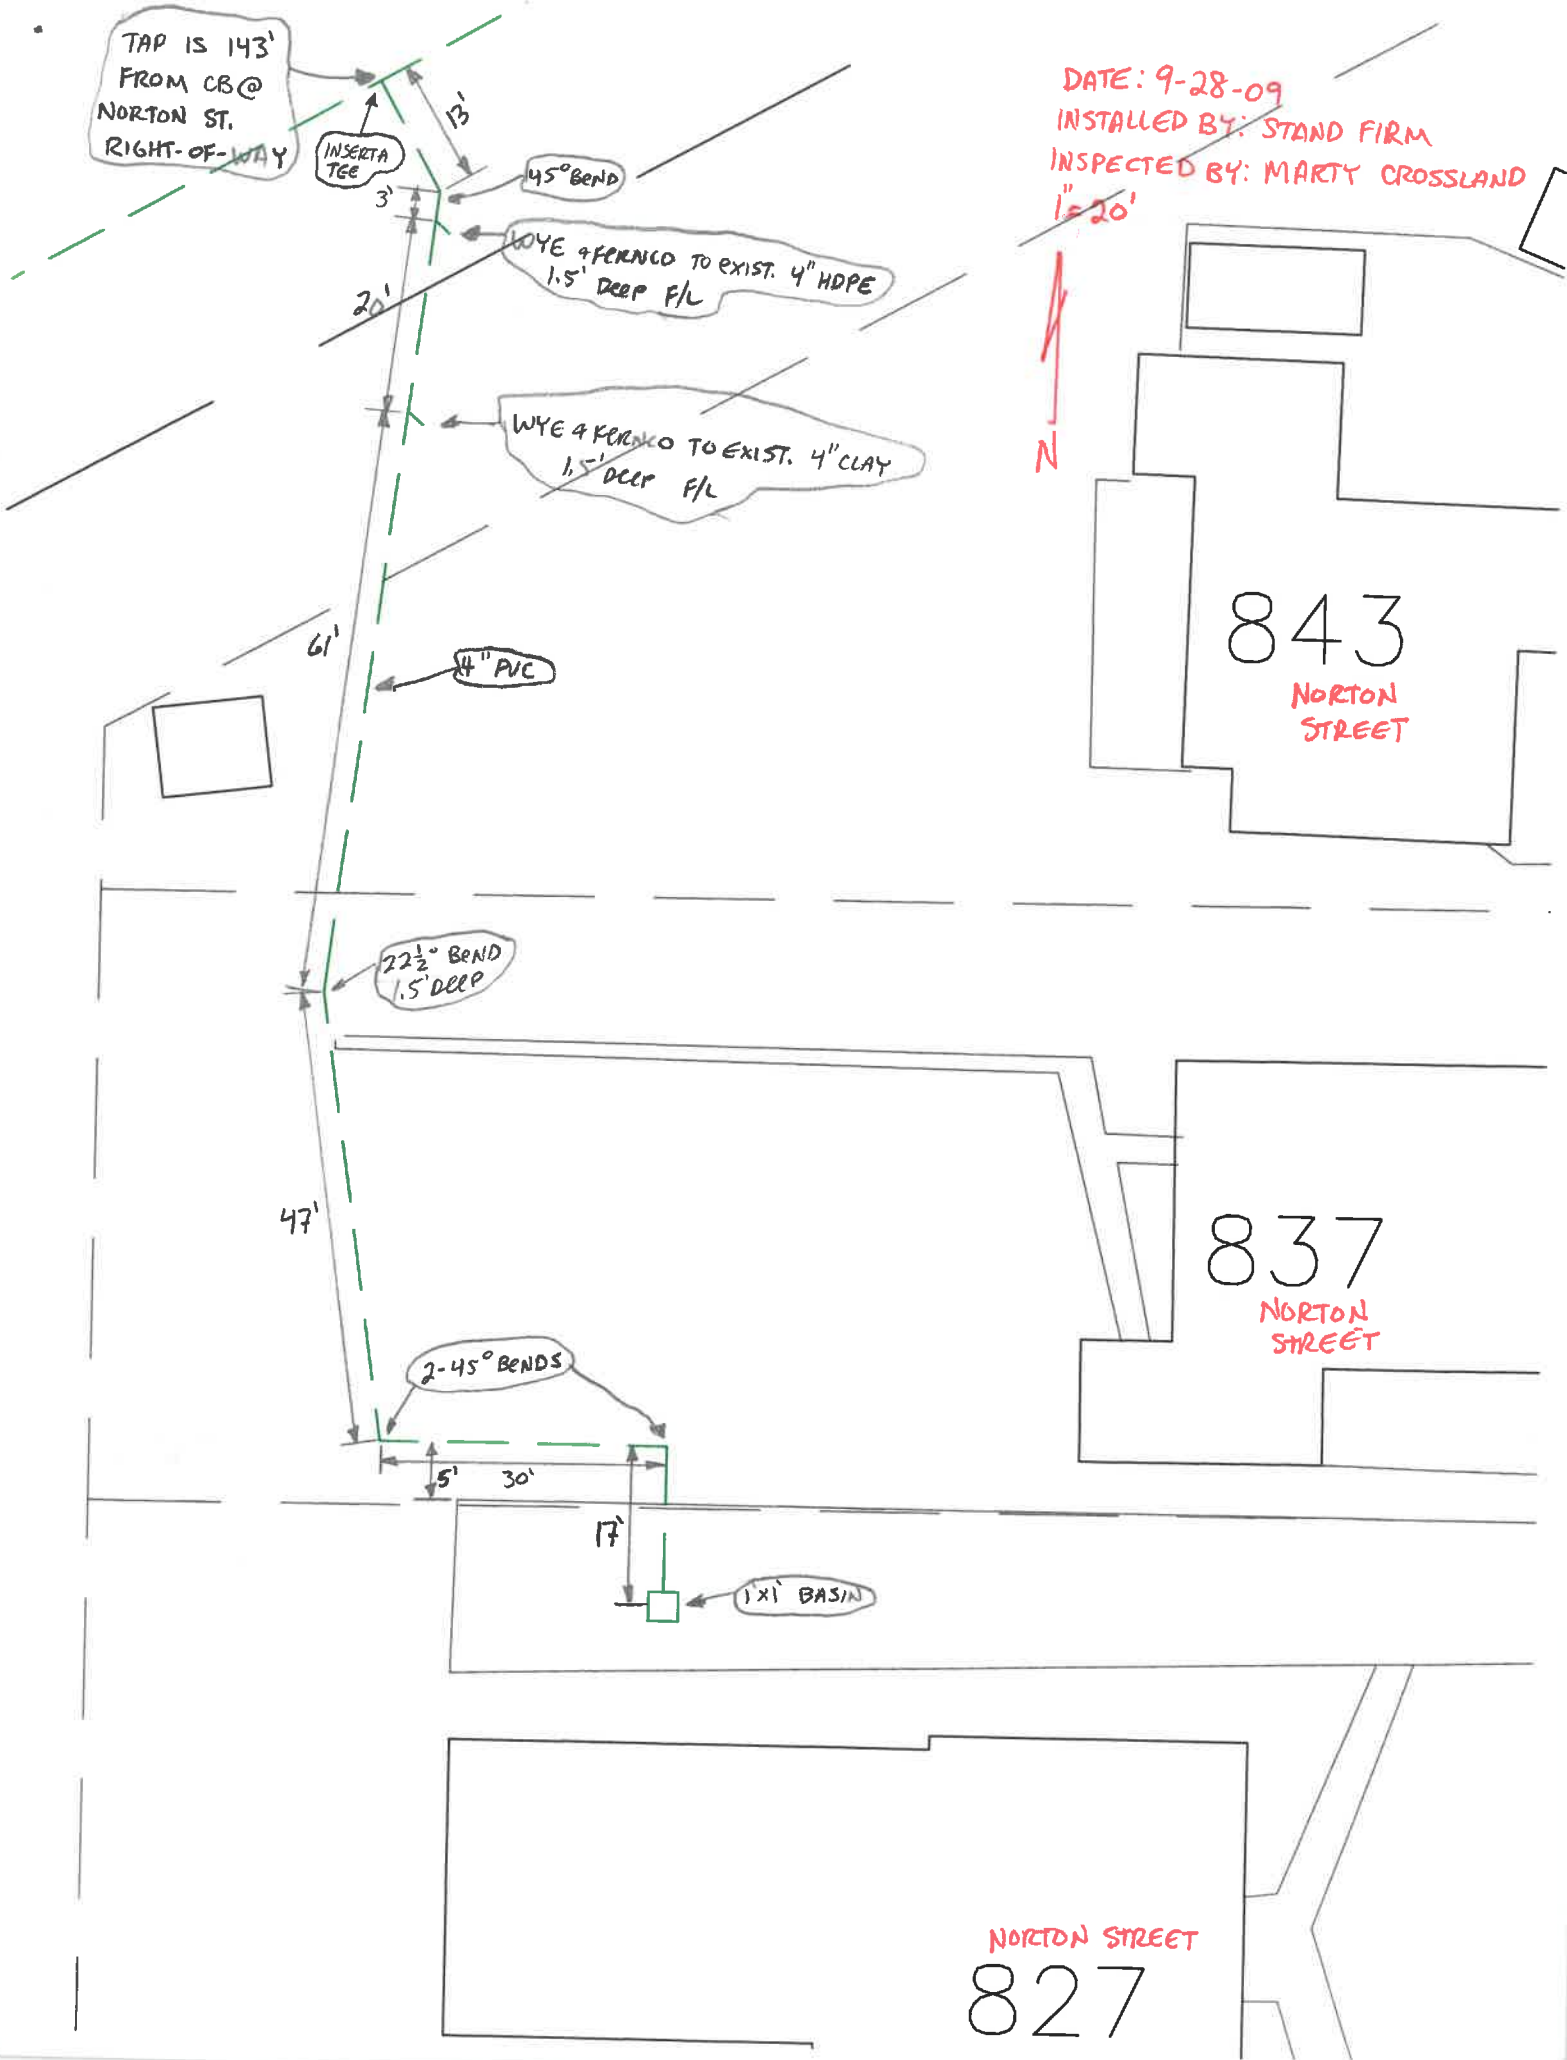 TAP IS 143'
FROM CB@
NORTON ST.
RIGHT-OF-WAY
INSERTA
TEE
13'
45° BEND
3'
WYE & FERNCO TO EXIST. 4" HDPE
1.5' DEEP F/L
20'
WYE & FERNCO TO EXIST. 4" CLAY
1.5' DEEP F/L
DATE: 9-28-09
INSTALLED BY: STAND FIRM
INSPECTED BY: MARTY CROSSLAND
1"=20'
N
843
NORTON
STREET
61'
4" PVC
22½° BEND
1.5' DEEP
47'
837
NORTON
STREET
2-45° BENDS
5'
30'
17'
1'x1' BASIN
NORTON STREET
827